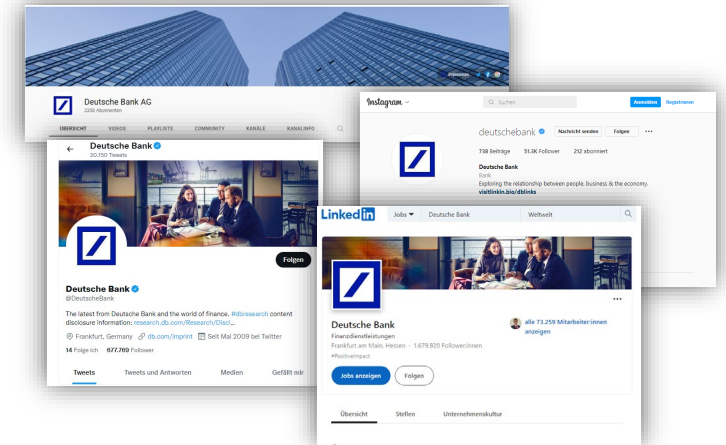 Deutsche Bank AG
2330 Abonnenten
ÜBERSICHT VIDEOS PLAYLISTS COMMUNITY KANÄLE KANALINFO
Instagram
Suchen
Anmelden Registrieren
deutschebank Nachricht senden Folgen
738 Beiträge 51.3K Follower 212 abonniert
Deutsche Bank
Bank
Exploring the relationship between people, business & the economy.
visitlinkin.bio/dblinks
Deutsche Bank
20.150 Tweets
Folgen
Deutsche Bank
@DeutscheBank
The latest from Deutsche Bank and the world of finance. #dbresearch content
disclosure information: research.db.com/Research/Discl...
Frankfurt, Germany db.com/imprint Seit Mai 2009 bei Twitter
14 Folge ich 677.769 Follower
Tweets Tweets und Antworten Medien Gefällt mir
Linked in Jobs Deutsche Bank Weltweit
Deutsche Bank
Finanzdienstleistungen
Frankfurt am Main, Hessen · 1.679.920 Follower:innen
#PositiveImpact
alle 73.259 Mitarbeiter:innen
anzeigen
Jobs anzeigen Folgen
Übersicht Stellen Unternehmenskultur